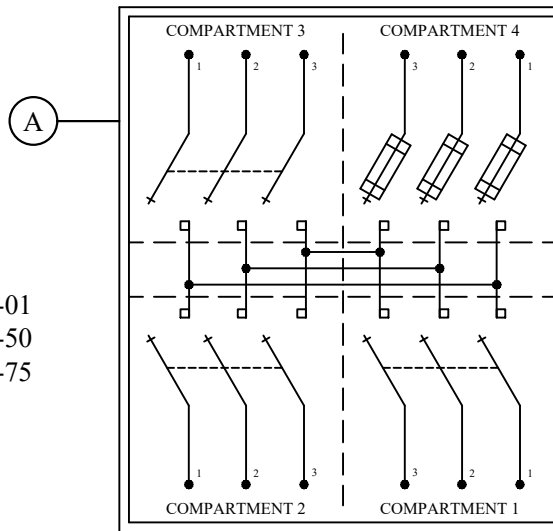 COMPARTMENT 3 COMPARTMENT 4
1 2 3 3 2 1
A
-01
-50
-75
1 2 3 3 2 1
COMPARTMENT 2 COMPARTMENT 1